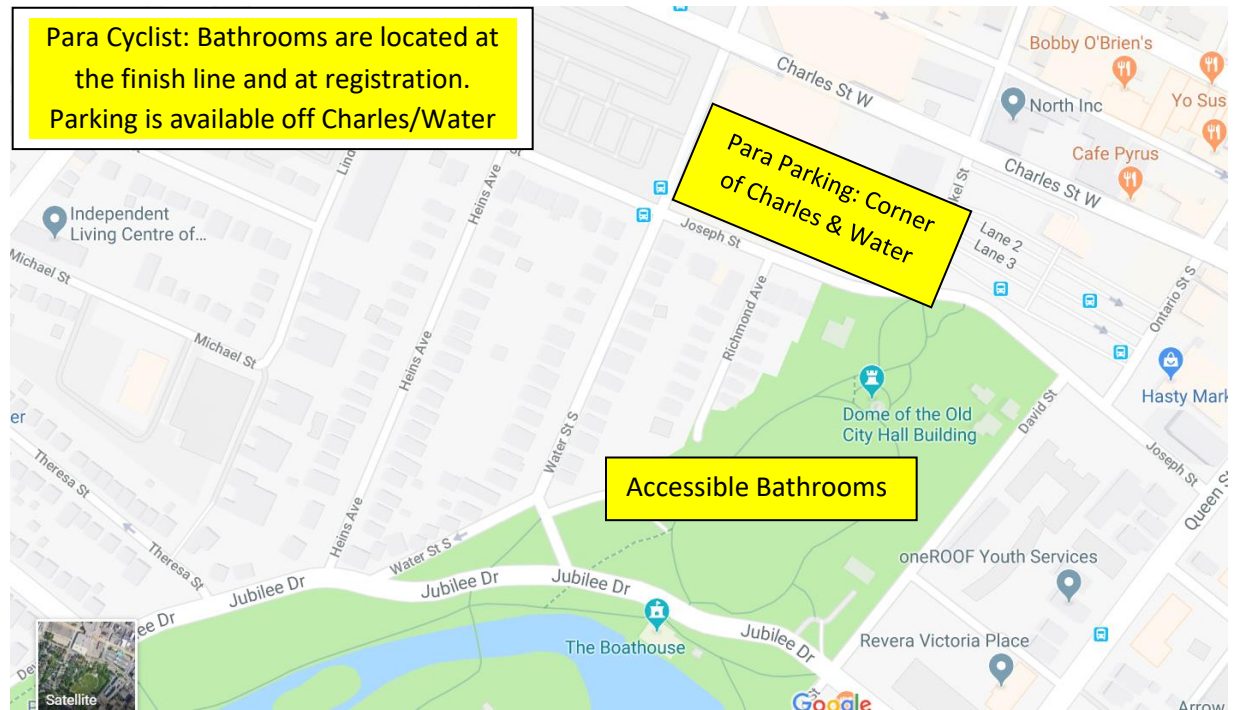 Para Cyclist: Bathrooms are located at
the finish line and at registration.
Parking is available off Charles/Water
Bobby O'Brien's
Charles St W
North Inc
Yo Sus
Para Parking: Corner
of Charles & Water
Cafe Pyrus
Charles St W
Heins Ave
Independent
Living Centre of...
Joseph St
Lane 2
Lane 3
Michael St
Ontario St S
Richmond Ave
Michael St
Heins Ave
Hasty Mark
Dome of the Old
City Hall Building
David St
er
Water St S
Joseph St
Theresa St
Accessible Bathrooms
Queen S
Heins Ave
Theresa St
Water St S
oneROOF Youth Services
Jubilee Dr
Jubilee Dr
Jubilee Dr
ee Dr
The Boathouse
Jubilee Dr
Revera Victoria Place
Satellite
Google
Arrow